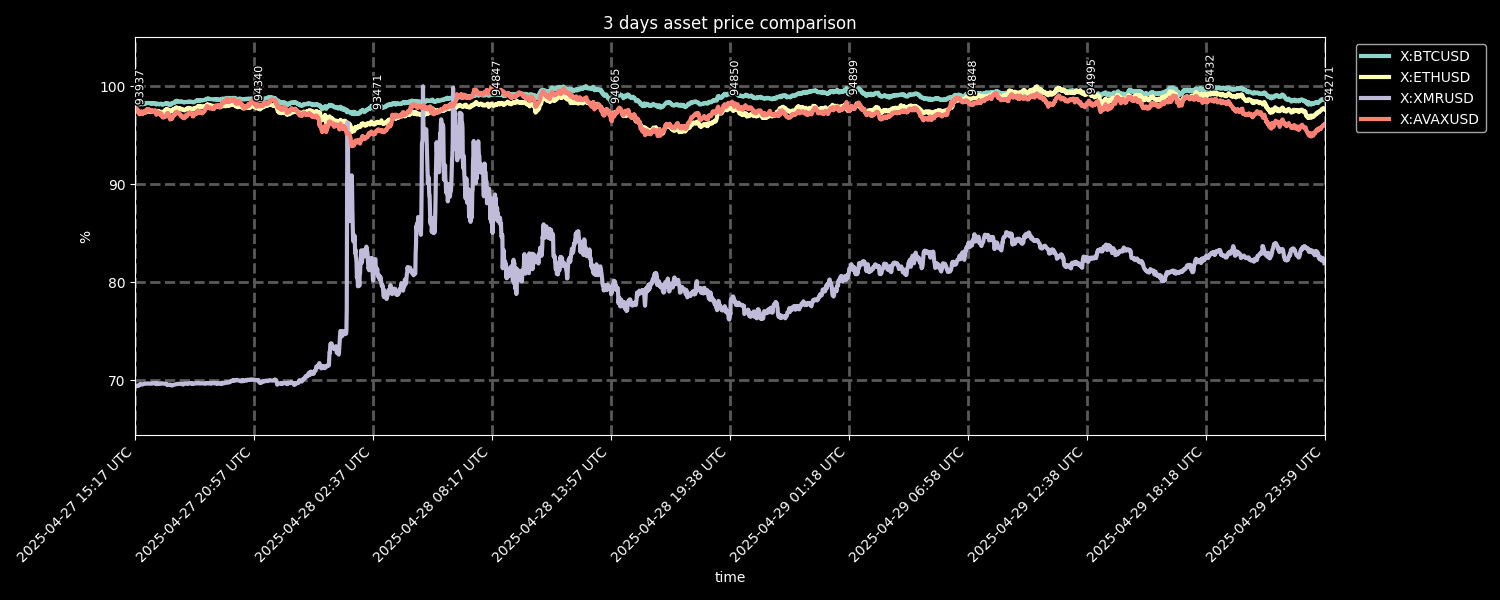 3 days asset price comparison
X:BTCUSD
X:ETHUSD
X:XMRUSD
X:AVAXUSD
93937
94340
93471
94847
94065
94850
94899
94848
94995
95432
94271
100
90
80
70
%
2025-04-27 15:17 UTC
2025-04-27 20:57 UTC
2025-04-28 02:37 UTC
2025-04-28 08:17 UTC
2025-04-28 13:57 UTC
2025-04-28 19:38 UTC
2025-04-29 01:18 UTC
2025-04-29 06:58 UTC
2025-04-29 12:38 UTC
2025-04-29 18:18 UTC
2025-04-29 23:59 UTC
time